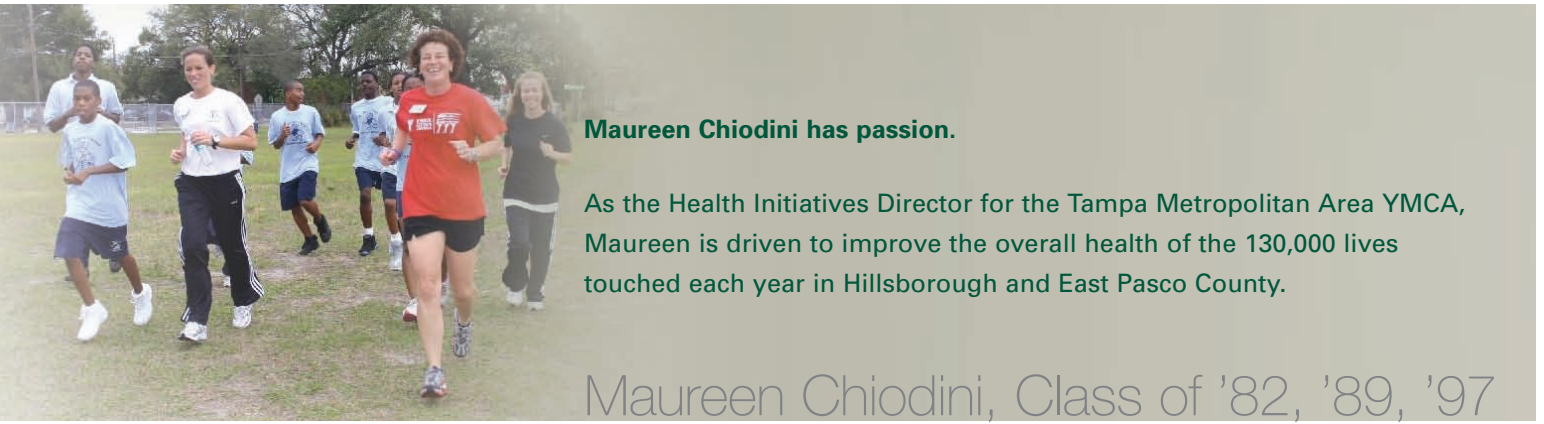 Maureen Chiodini has passion.
As the Health Initiatives Director for the Tampa Metropolitan Area YMCA,
Maureen is driven to improve the overall health of the 130,000 lives
touched each year in Hillsborough and East Pasco County.
Maureen Chiodini, Class of ’82, ’89, ’97